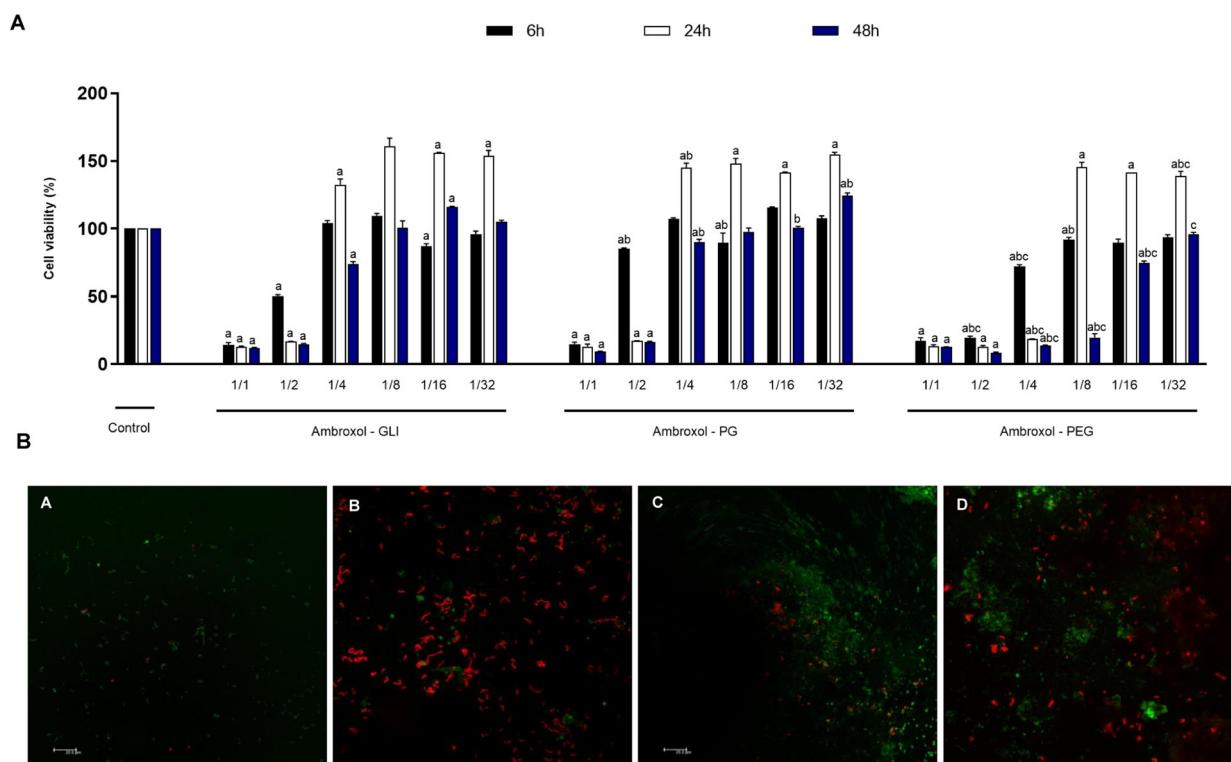 A
6h 24h 48h
Cell viability (%)
200
150
100
50
0
a a a a a a a a a a a a
a a a ab a a ab ab ab ab a a b a ab
a a a abc a a abc abc abc ab a abc a abc abc c
1/1 1/2 1/4 1/8 1/16 1/32 1/1 1/2 1/4 1/8 1/16 1/32 1/1 1/2 1/4 1/8 1/16 1/32
Control Ambroxol - GLI Ambroxol - PG Ambroxol - PEG
B
A B C D